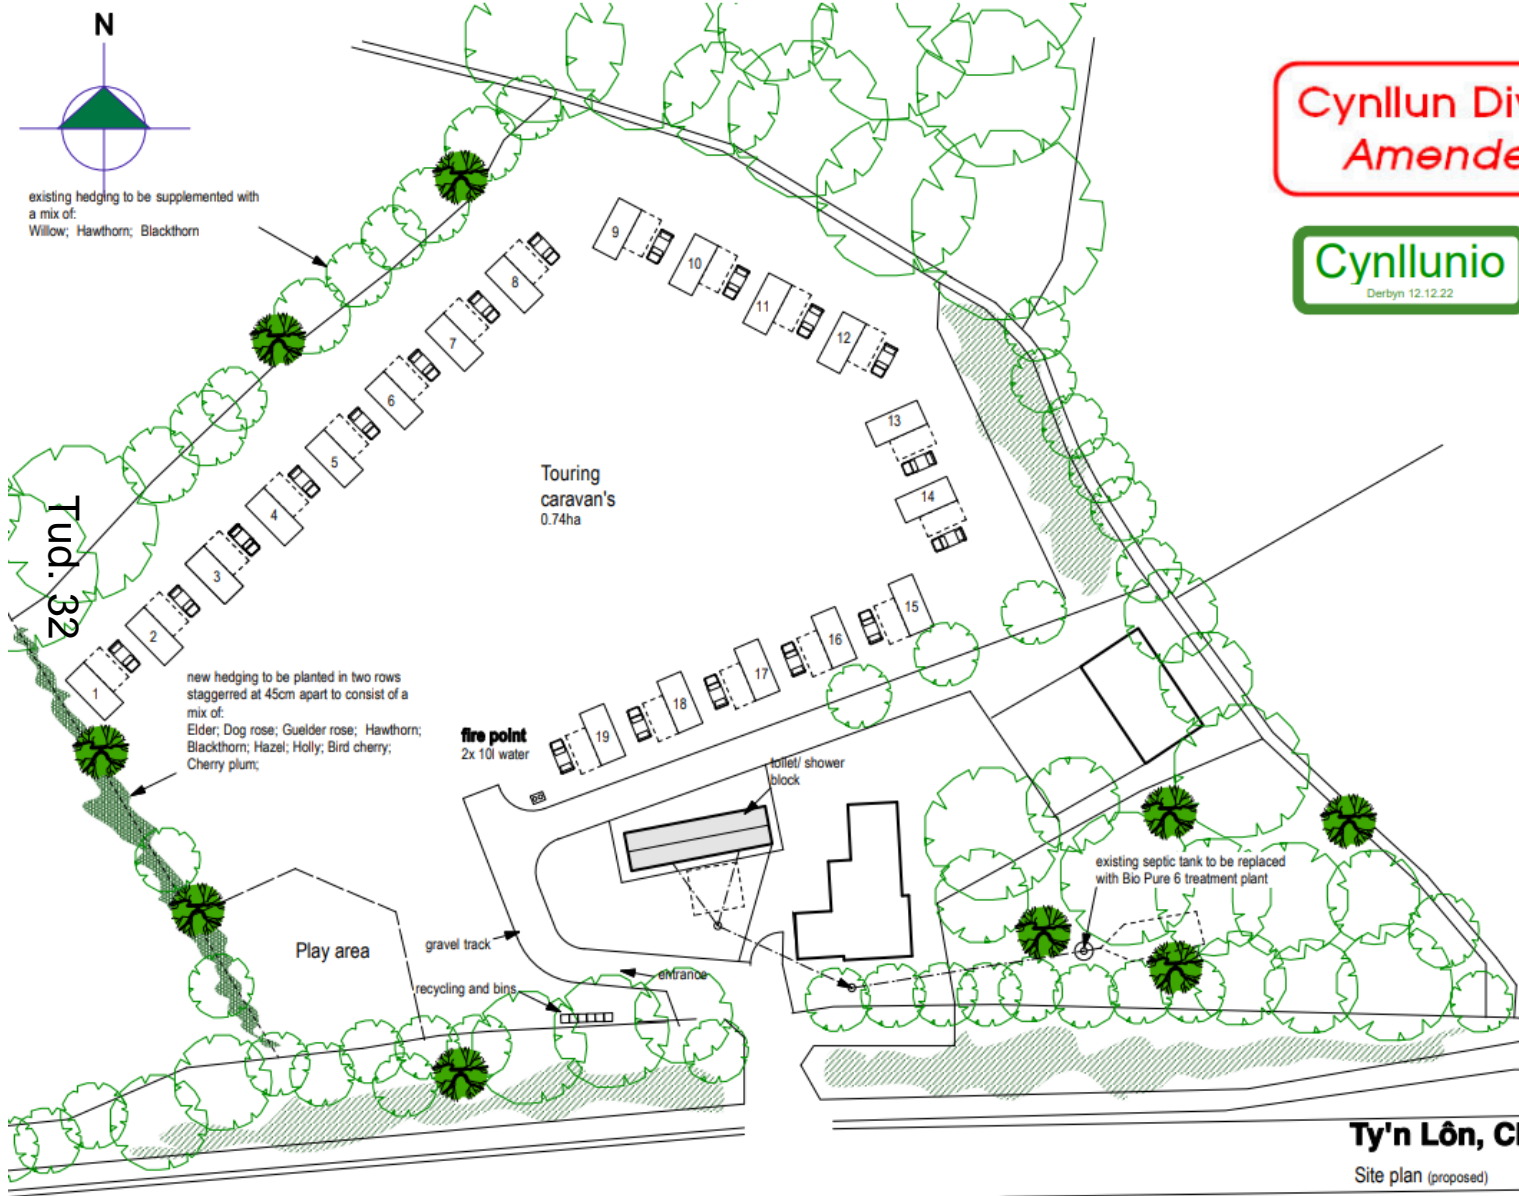 N
existing hedging to be supplemented with
a mix of:
Willow; Hawthorn; Blackthorn
Cynllun Di
Amende
Cynllunio
Derbyn 12.12.22
9
10
11
12
8
7
6
5
4
3
2
1
13
14
15
16
17
18
19
Touring
caravan's
0.74ha
Tud. 32
new hedging to be planted in two rows
staggerred at 45cm apart to consist of a
mix of:
Elder; Dog rose; Guelder rose; Hawthorn;
Blackthorn; Hazel; Holly; Bird cherry;
Cherry plum;
fire point
2x 10l water
toilet/ shower
block
existing septic tank to be replaced
with Bio Pure 6 treatment plant
Play area
gravel track
entrance
recycling and bins
Ty'n Lôn, C
Site plan (proposed)